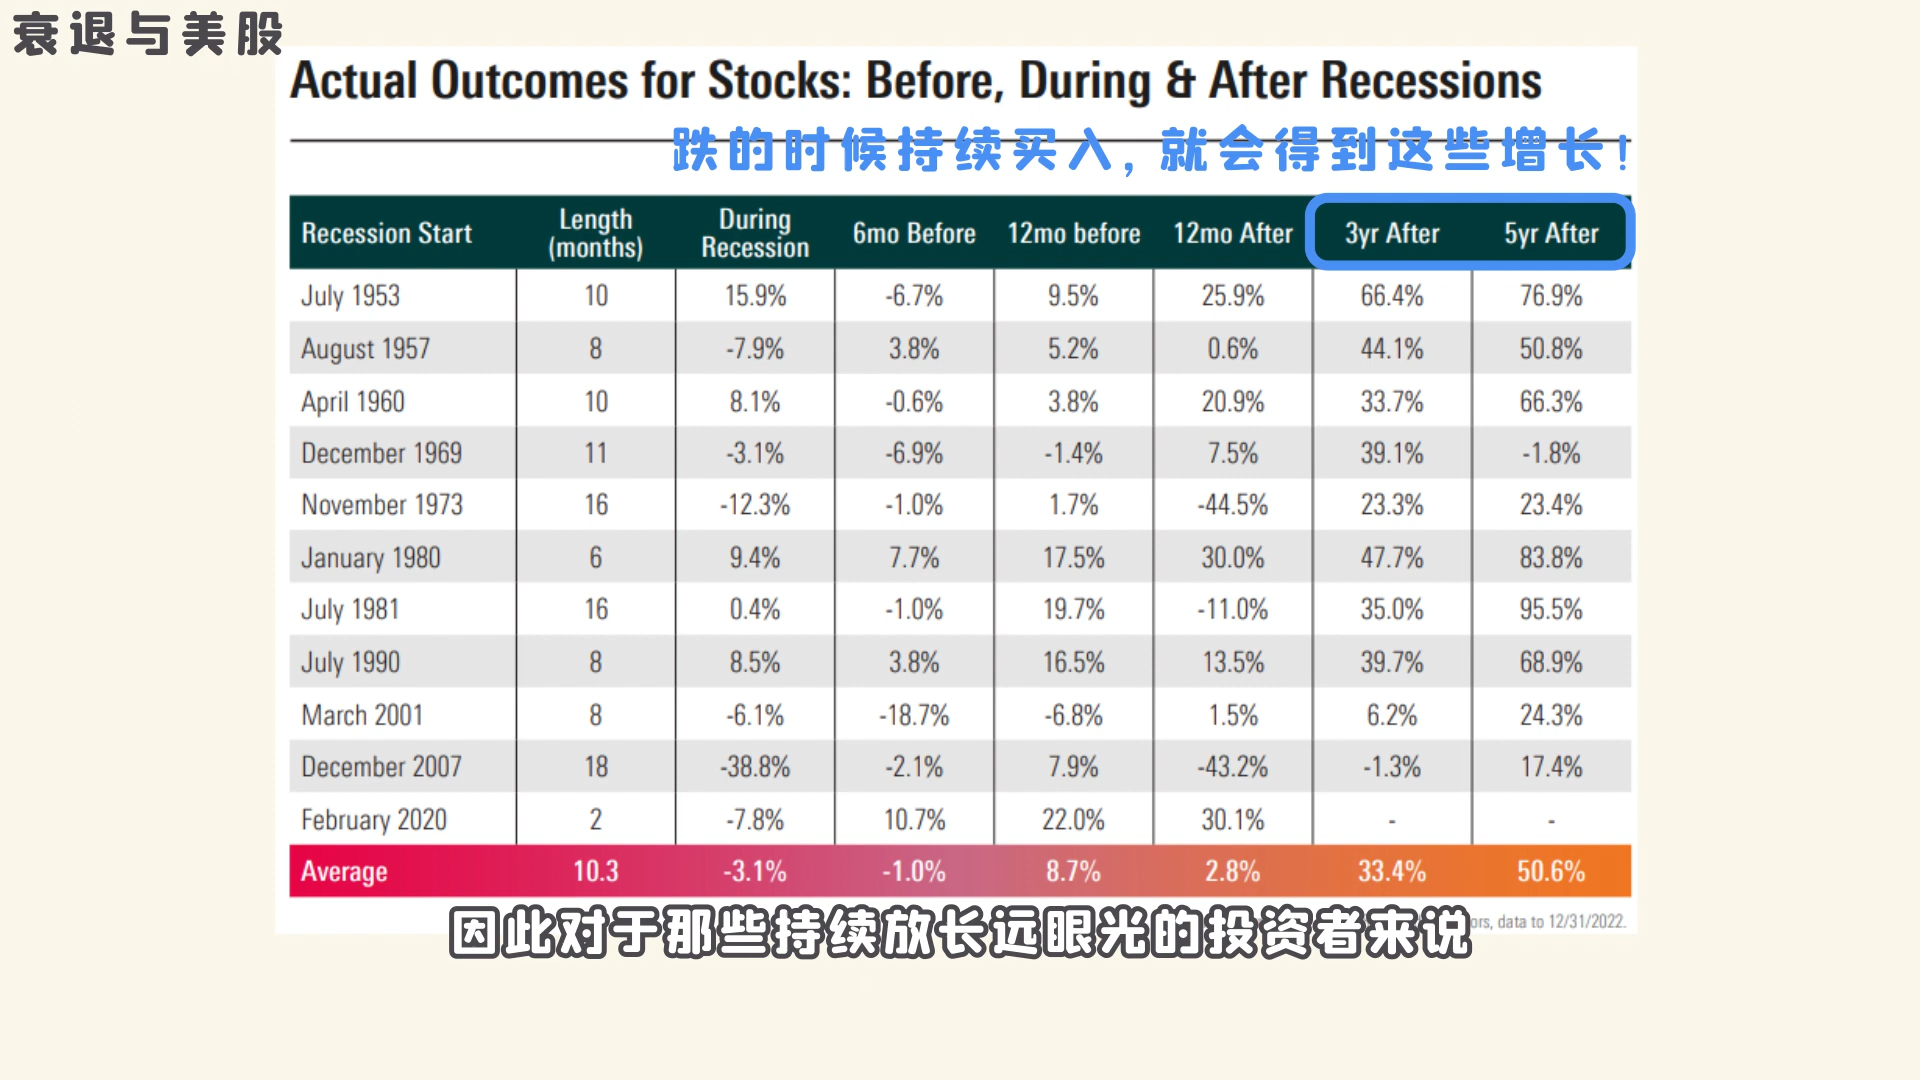 衰退与美股
Actual Outcomes for Stocks: Before, During & After Recessions
跌的时候持续买入，就会得到这些增长！
Recession Start Length (months) During Recession 6mo Before 12mo before 12mo After 3yr After 5yr After
July 1953 10 15.9% -6.7% 9.5% 25.9% 66.4% 76.9%
August 1957 8 -7.9% 3.8% 5.2% 0.6% 44.1% 50.8%
April 1960 10 8.1% -0.6% 3.8% 20.9% 33.7% 66.3%
December 1969 11 -3.1% -6.9% -1.4% 7.5% 39.1% -1.8%
November 1973 16 -12.3% -1.0% 1.7% -44.5% 23.3% 23.4%
January 1980 6 9.4% 7.7% 17.5% 30.0% 47.7% 83.8%
July 1981 16 0.4% -1.0% 19.7% -11.0% 35.0% 95.5%
July 1990 8 8.5% 3.8% 16.5% 13.5% 39.7% 68.9%
March 2001 8 -6.1% -18.7% -6.8% 1.5% 6.2% 24.3%
December 2007 18 -38.8% -2.1% 7.9% -43.2% -1.3% 17.4%
February 2020 2 -7.8% 10.7% 22.0% 30.1% - -
Average 10.3 -3.1% -1.0% 8.7% 2.8% 33.4% 50.6%
data to 12/31/2022.
因此对于那些持续放长远眼光的投资者来说